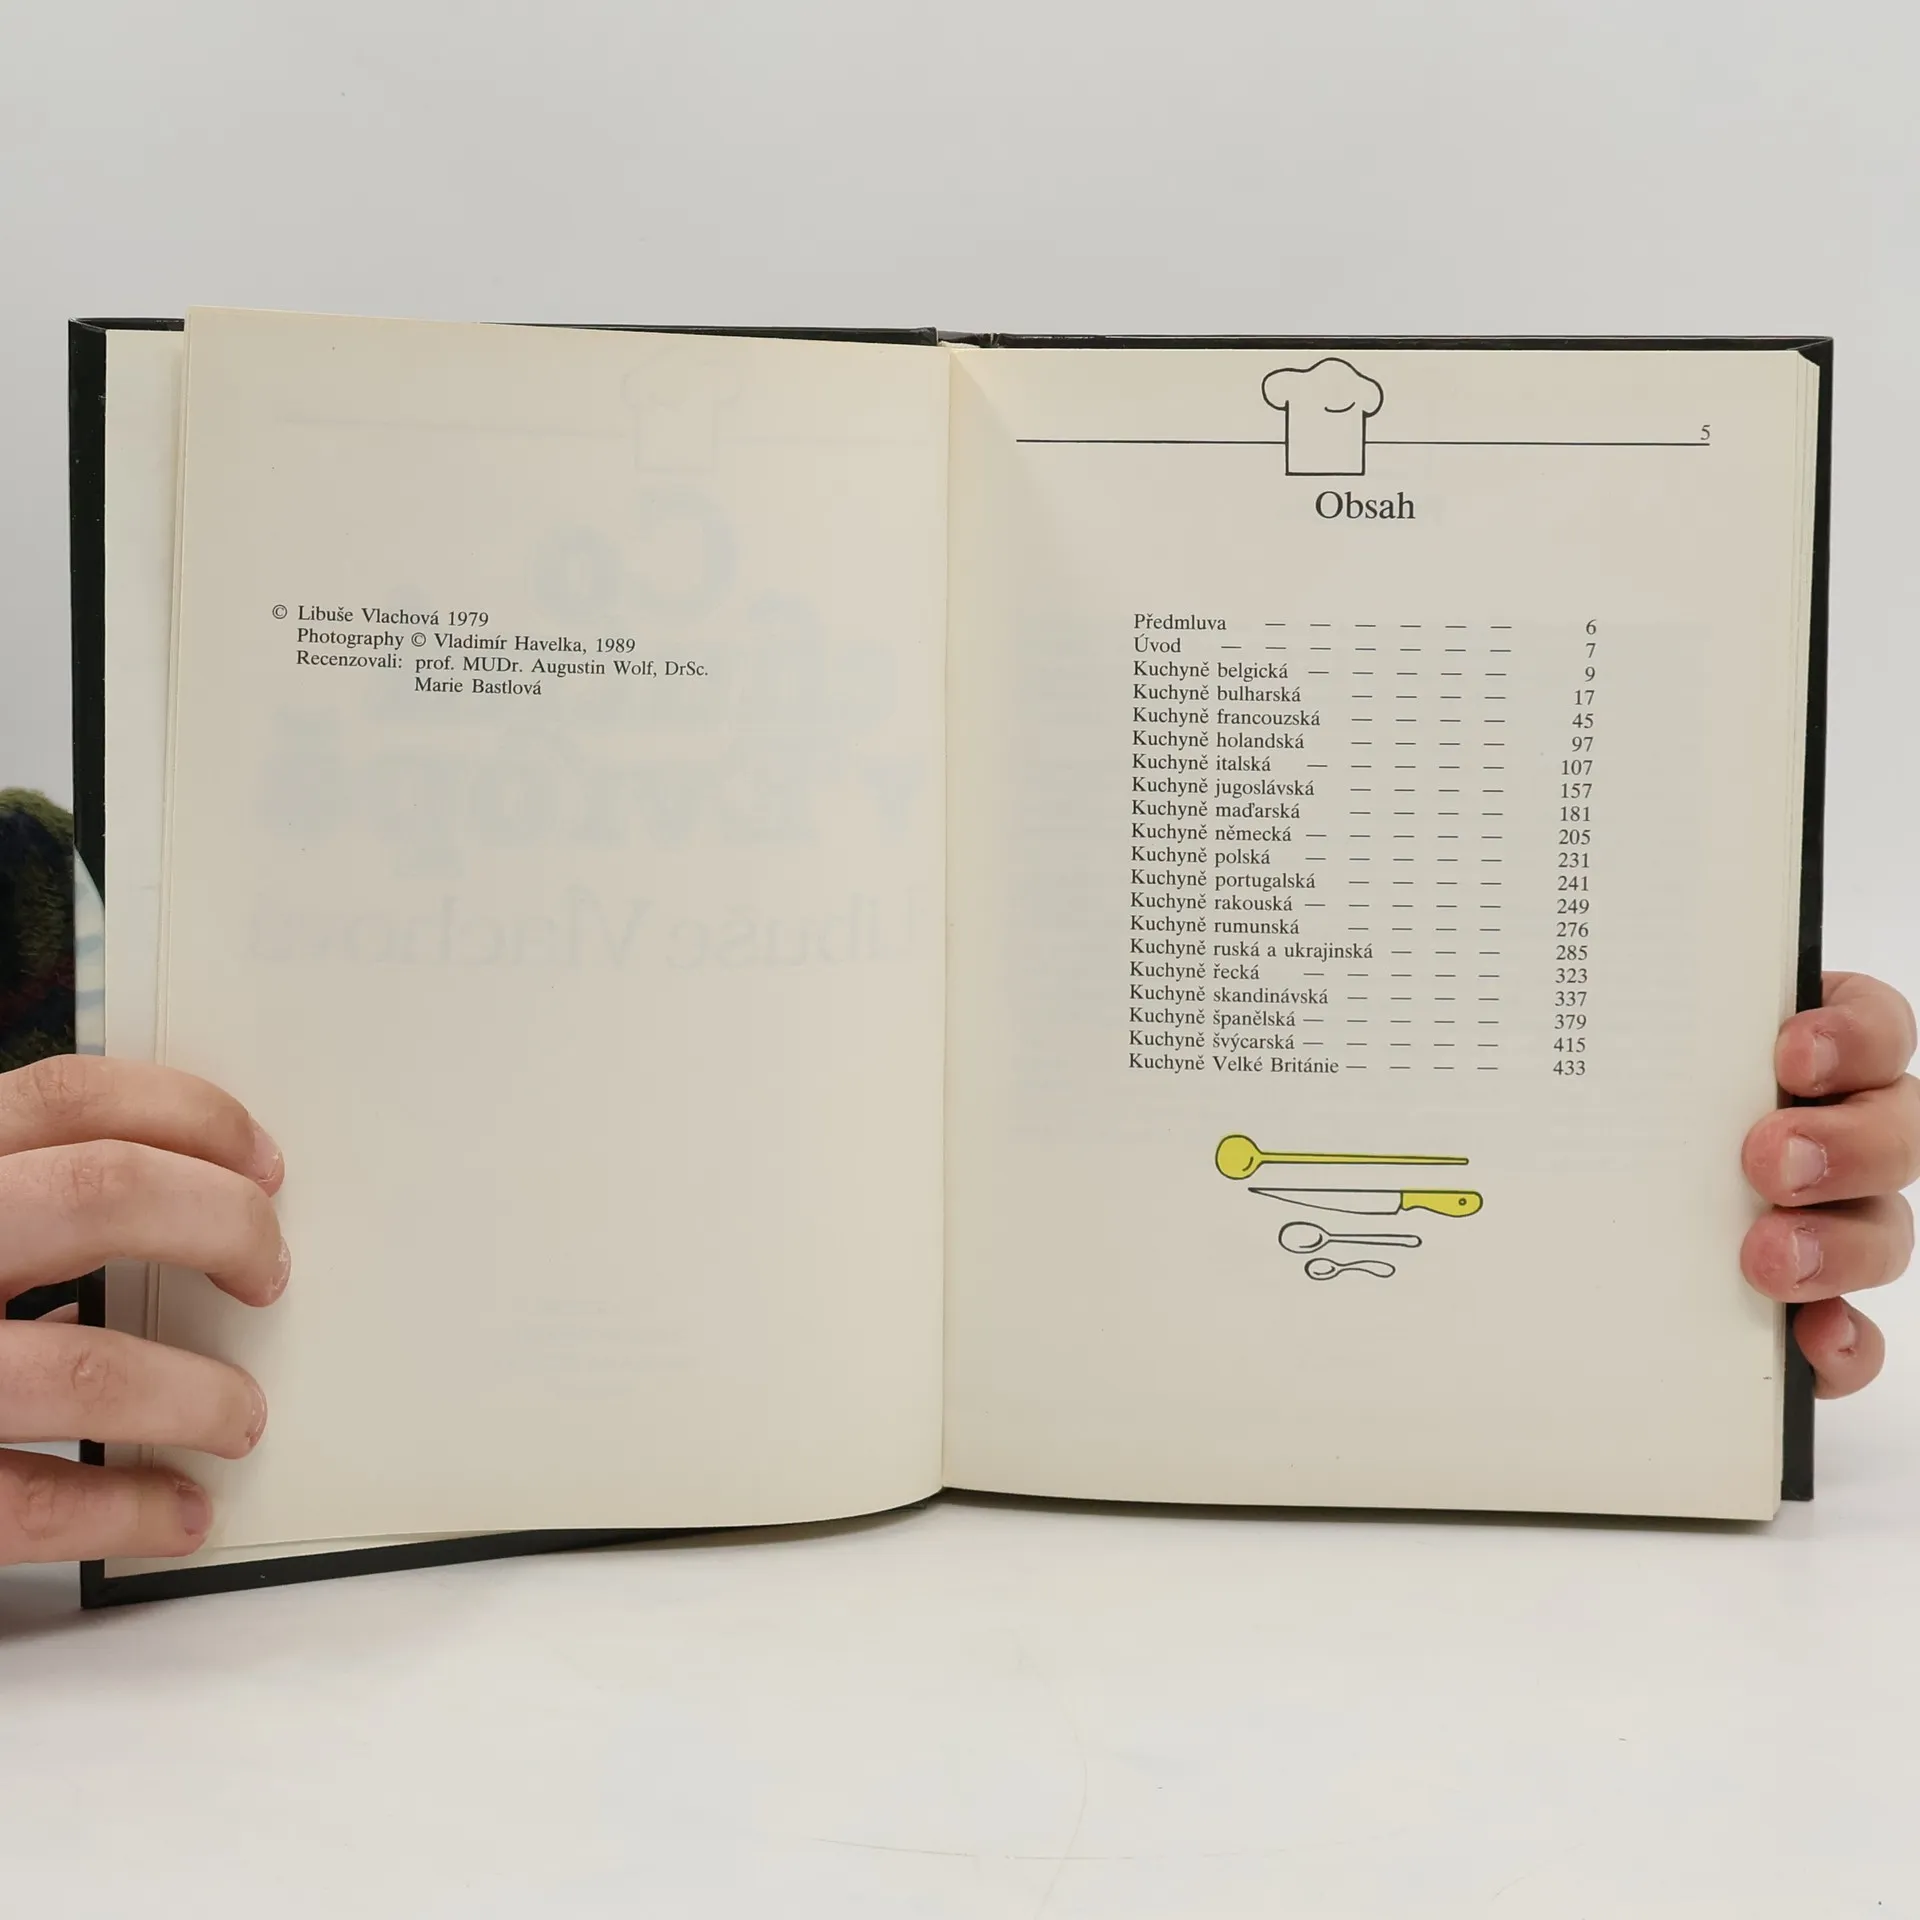 © Libuše Vlachová 1979
Photography © Vladimír Havelka, 1989
Recenzovali: prof. MUDr. Augustin Wolf, DrSc.
Marie Bastlová
5
Obsah
Předmluva — — — — — — 6
Úvod — — — — — — — 7
Kuchyně belgická — — — — — 9
Kuchyně bulharská — — — — 17
Kuchyně francouzská — — — — 45
Kuchyně holandská — — — — 97
Kuchyně italská — — — — — 107
Kuchyně jugoslávská — — — — 157
Kuchyně maďarská — — — — 181
Kuchyně německá — — — — — 205
Kuchyně polská — — — — — 231
Kuchyně portugalská — — — — 241
Kuchyně rakouská — — — — — 249
Kuchyně rumunská — — — — 276
Kuchyně ruská a ukrajinská — — — 285
Kuchyně řecká — — — — — 323
Kuchyně skandinávská — — — — 337
Kuchyně španělská — — — — — 379
Kuchyně švýcarská — — — — — 415
Kuchyně Velké Británie — — — — 433